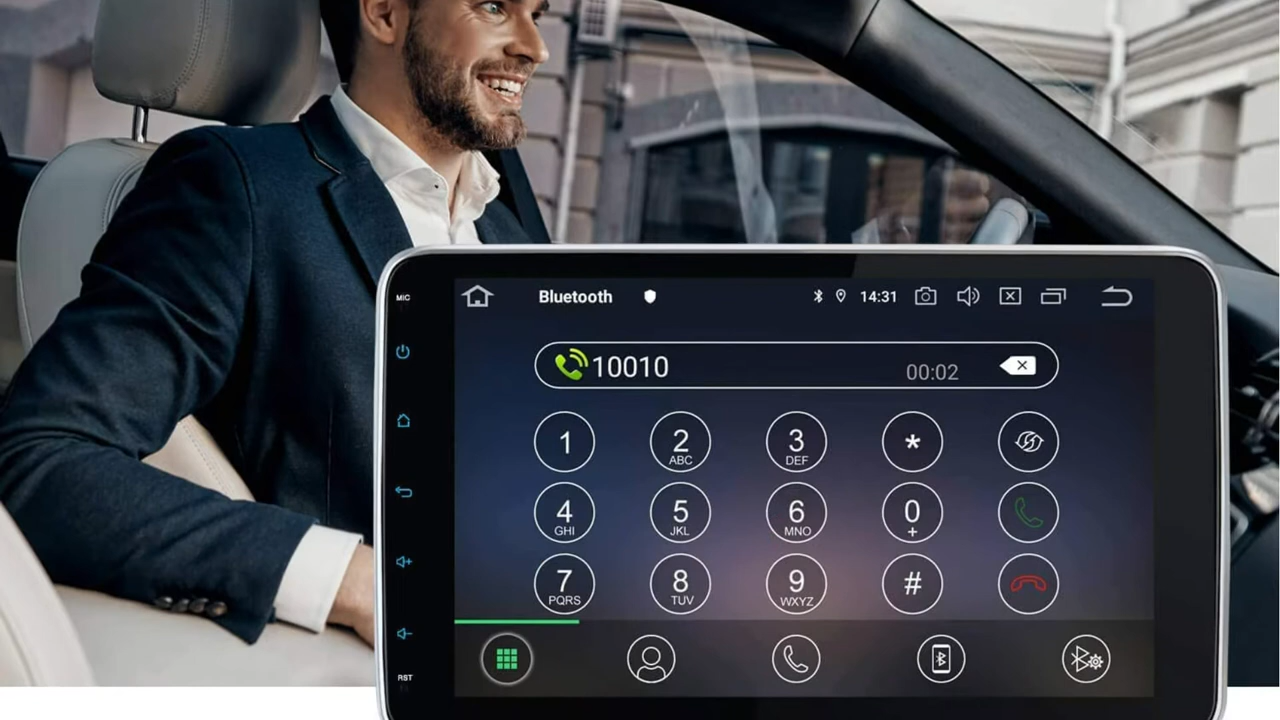 MIC
Bluetooth
14:31
10010
00:02
1
2
3
*
ABC
DEF
4
5
6
0
GHI
JKL
MNO
+
7
8
9
#
PQRS
TUV
WXYZ
RST